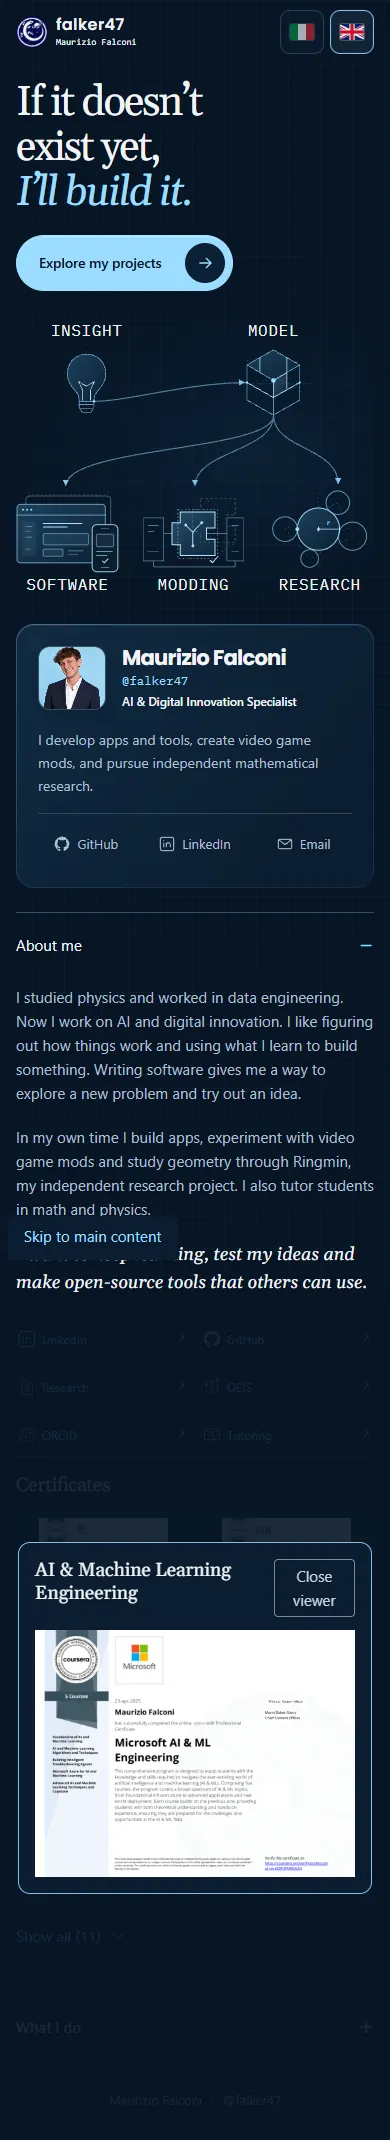 falker47
Maurizio Falconi
If it doesn't
exist yet,
I'll build it.
Explore my projects
INSIGHT
MODEL
SOFTWARE
MODDING
RESEARCH
Maurizio Falconi
@falker47
AI & Digital Innovation Specialist
I develop apps and tools, create video game
mods, and pursue independent mathematical
research.
GitHub
LinkedIn
Email
About me
I studied physics and worked in data engineering.
Now I work on AI and digital innovation. I like figuring
out how things work and using what I learn to build
something. Writing software gives me a way to
explore a new problem and try out an idea.
In my own time I build apps, experiment with video
game mods and study geometry through Ringmin,
my independent research project. I also tutor students
in math and physics.
Skip to main content
ing, test my ideas and
make open-source tools that others can use.
LinkedIn
GitHub
Research
OEIS
ORCID
Tutoring
Certificates
AI & Machine Learning
Engineering
Close
viewer
coursera
5 Courses
Microsoft
Maurizio Falconi
Microsoft AI & ML
Engineering
Show all (11)
What I do
Maurizio Falconi · @falker47